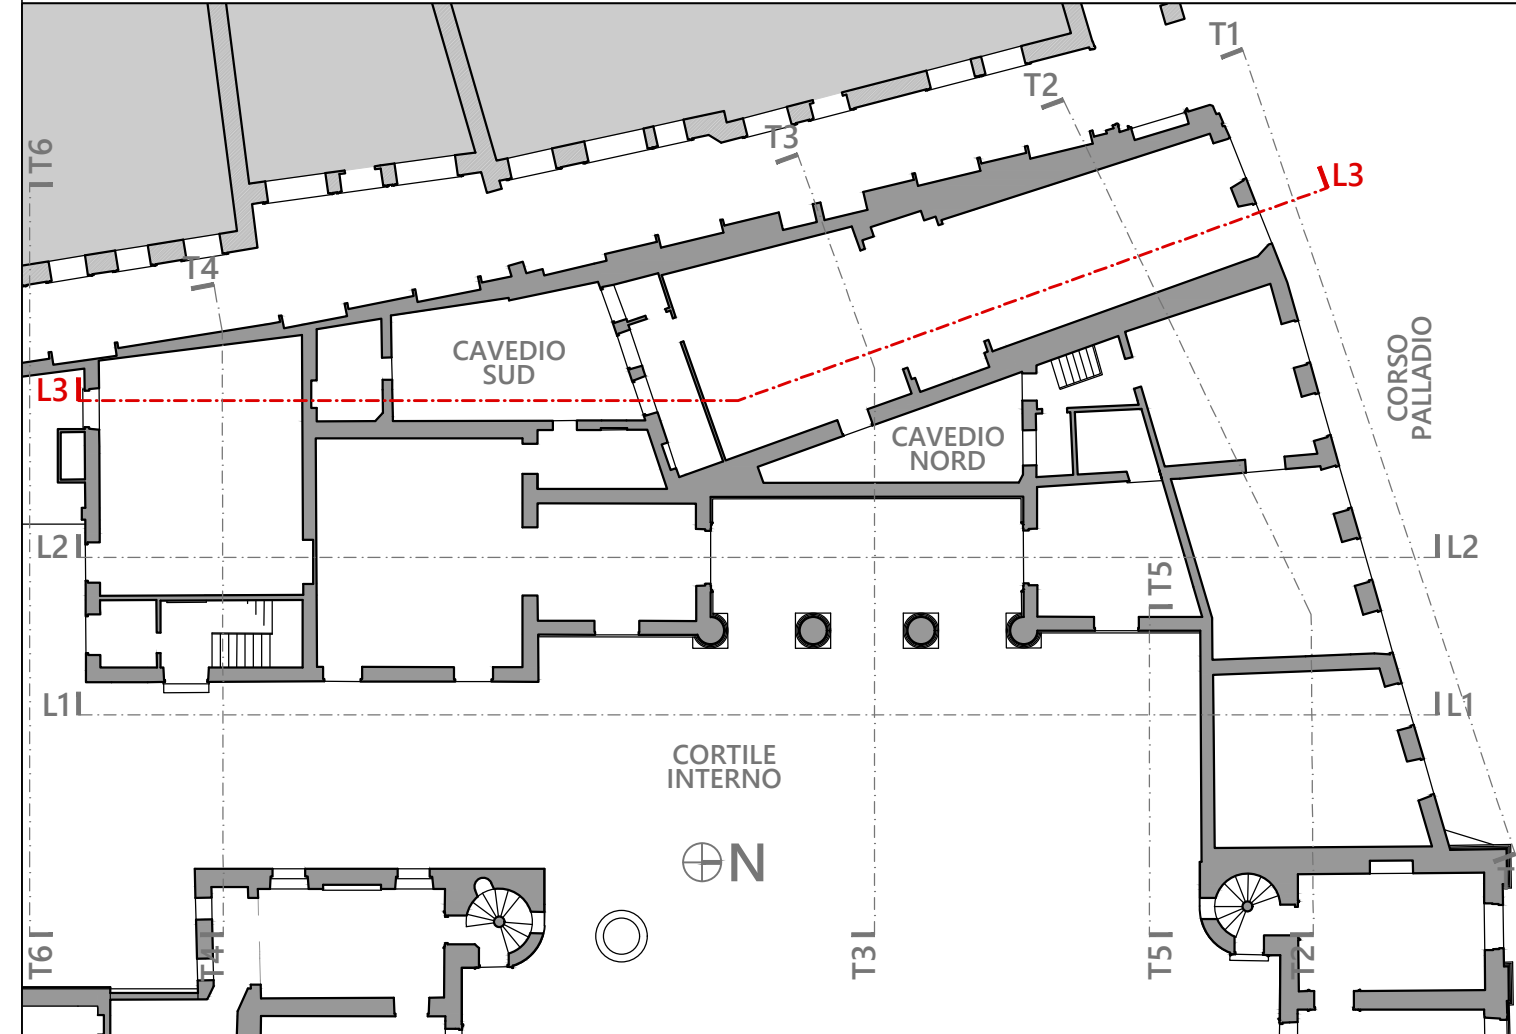 T1
T2
T3
T6
L3
T4
CAVEDIO
SUD
CORSO
PALLADIO
L3
CAVEDIO
NORD
L2
L2
T5
L1
L1
CORTILE
INTERNO
N
T6
T4
T3
T5
T2